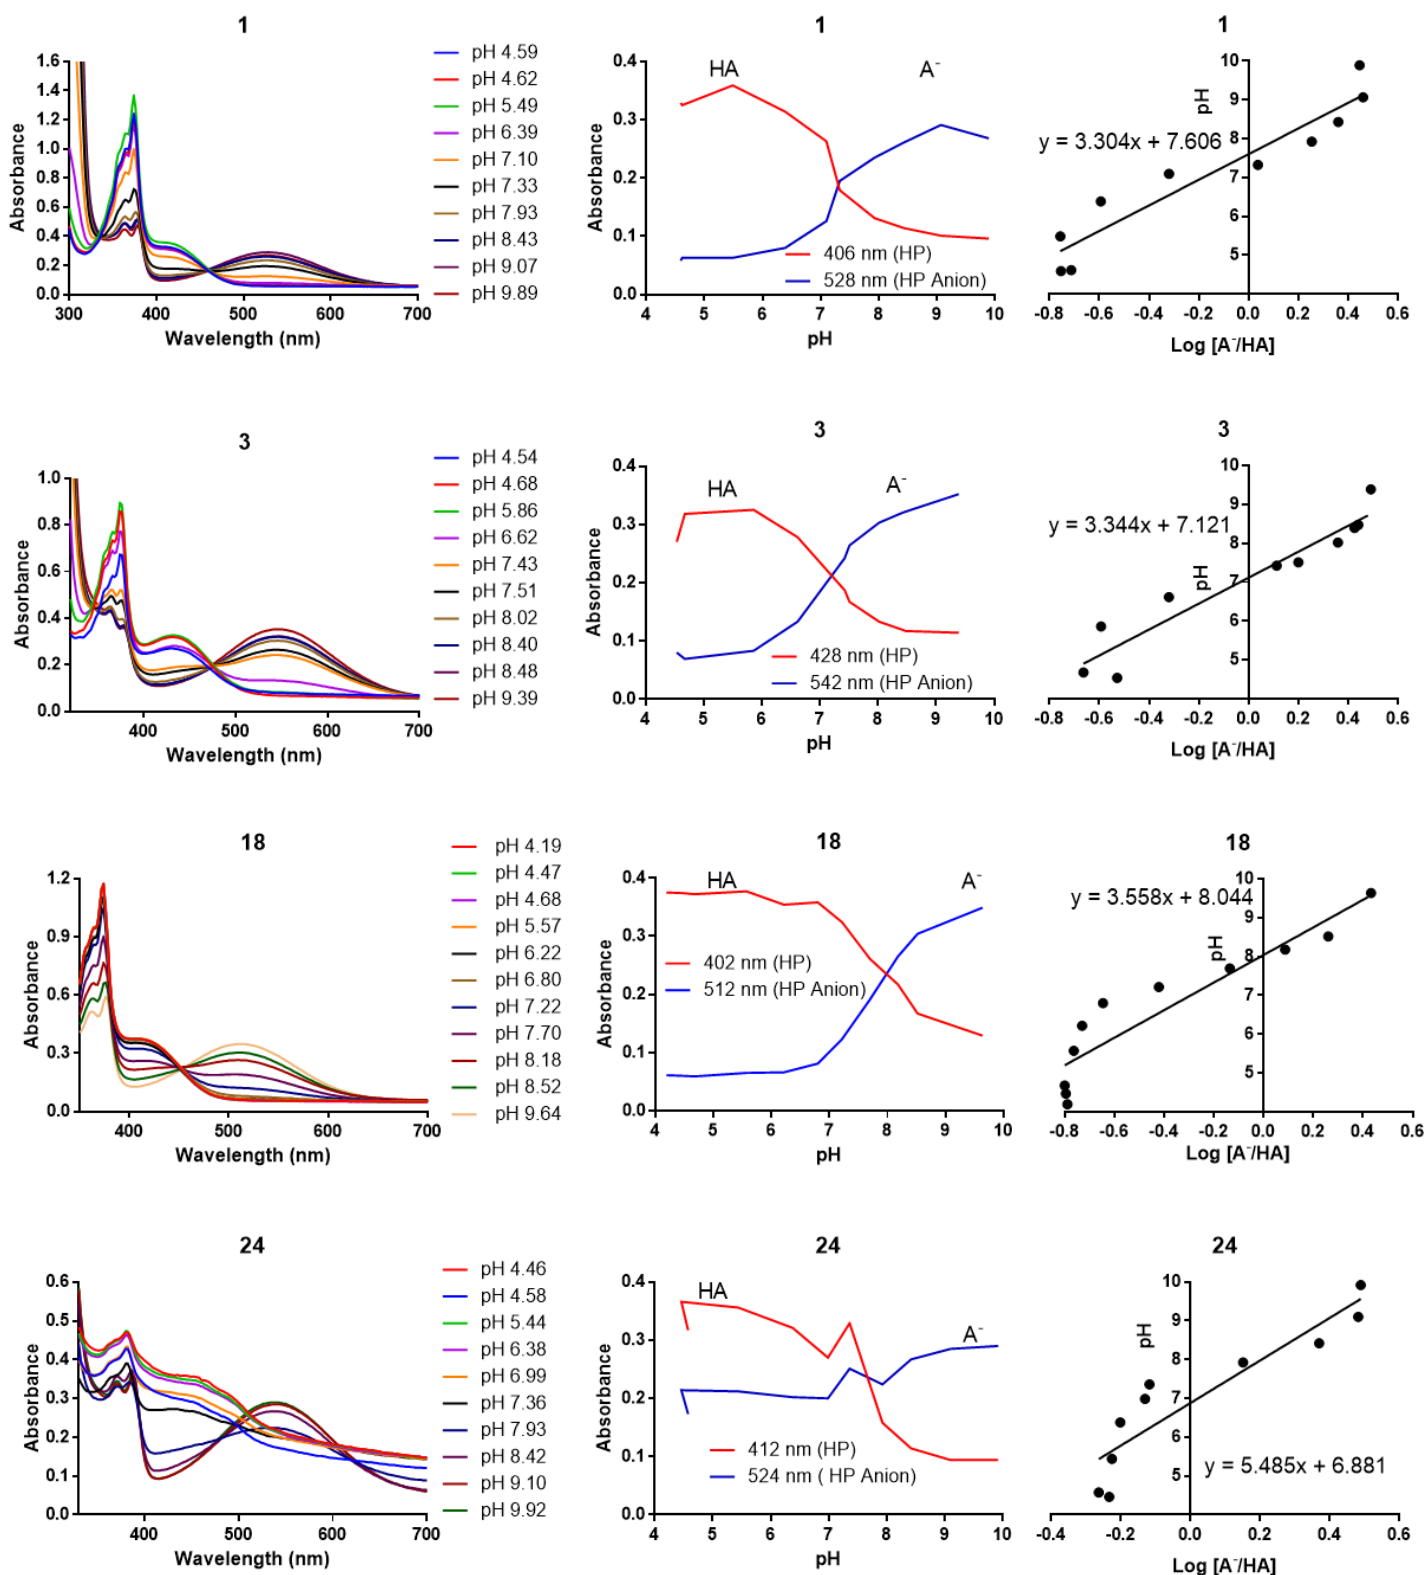 1
1.6
1.4
1.2
1.0
0.8
0.6
0.4
0.2
0.0
300
400
500
600
700
Absorbance
Wavelength (nm)
pH 4.59
pH 4.62
pH 5.49
pH 6.39
pH 7.10
pH 7.33
pH 7.93
pH 8.43
pH 9.07
pH 9.89
1
0.4
0.3
0.2
0.1
0.0
4
5
6
7
8
9
10
Absorbance
pH
HA
A⁻
406 nm (HP)
528 nm (HP Anion)
1
10
9
8
7
6
5
pH
y = 3.304x + 7.606
-0.8
-0.6
-0.4
-0.2
0.0
0.2
0.4
0.6
Log [A⁻/HA]
3
1.0
0.8
0.6
0.4
0.2
0.0
400
500
600
700
Absorbance
Wavelength (nm)
pH 4.54
pH 4.68
pH 5.86
pH 6.62
pH 7.43
pH 7.51
pH 8.02
pH 8.40
pH 8.48
pH 9.39
3
0.4
0.3
0.2
0.1
0.0
4
5
6
7
8
9
10
Absorbance
pH
HA
A⁻
428 nm (HP)
542 nm (HP Anion)
3
10
9
8
7
6
5
pH
y = 3.344x + 7.121
-0.8
-0.6
-0.4
-0.2
0.0
0.2
0.4
0.6
Log [A⁻/HA]
18
1.2
0.9
0.6
0.3
0.0
400
500
600
700
Absorbance
Wavelength (nm)
pH 4.19
pH 4.47
pH 4.68
pH 5.57
pH 6.22
pH 6.80
pH 7.22
pH 7.70
pH 8.18
pH 8.52
pH 9.64
18
0.4
0.3
0.2
0.1
0.0
4
5
6
7
8
9
10
Absorbance
pH
HA
A⁻
402 nm (HP)
512 nm (HP Anion)
18
10
9
8
7
6
5
pH
y = 3.558x + 8.044
-0.8
-0.6
-0.4
-0.2
0.0
0.2
0.4
0.6
Log [A⁻/HA]
24
0.6
0.5
0.4
0.3
0.2
0.1
0.0
400
500
600
700
Absorbance
Wavelength (nm)
pH 4.46
pH 4.58
pH 5.44
pH 6.38
pH 6.99
pH 7.36
pH 7.93
pH 8.42
pH 9.10
pH 9.92
24
0.4
0.3
0.2
0.1
0.0
4
5
6
7
8
9
10
Absorbance
pH
HA
A⁻
412 nm (HP)
524 nm ( HP Anion)
24
10
9
8
7
6
5
pH
y = 5.485x + 6.881
-0.4
-0.2
0.0
0.2
0.4
0.6
Log [A⁻/HA]